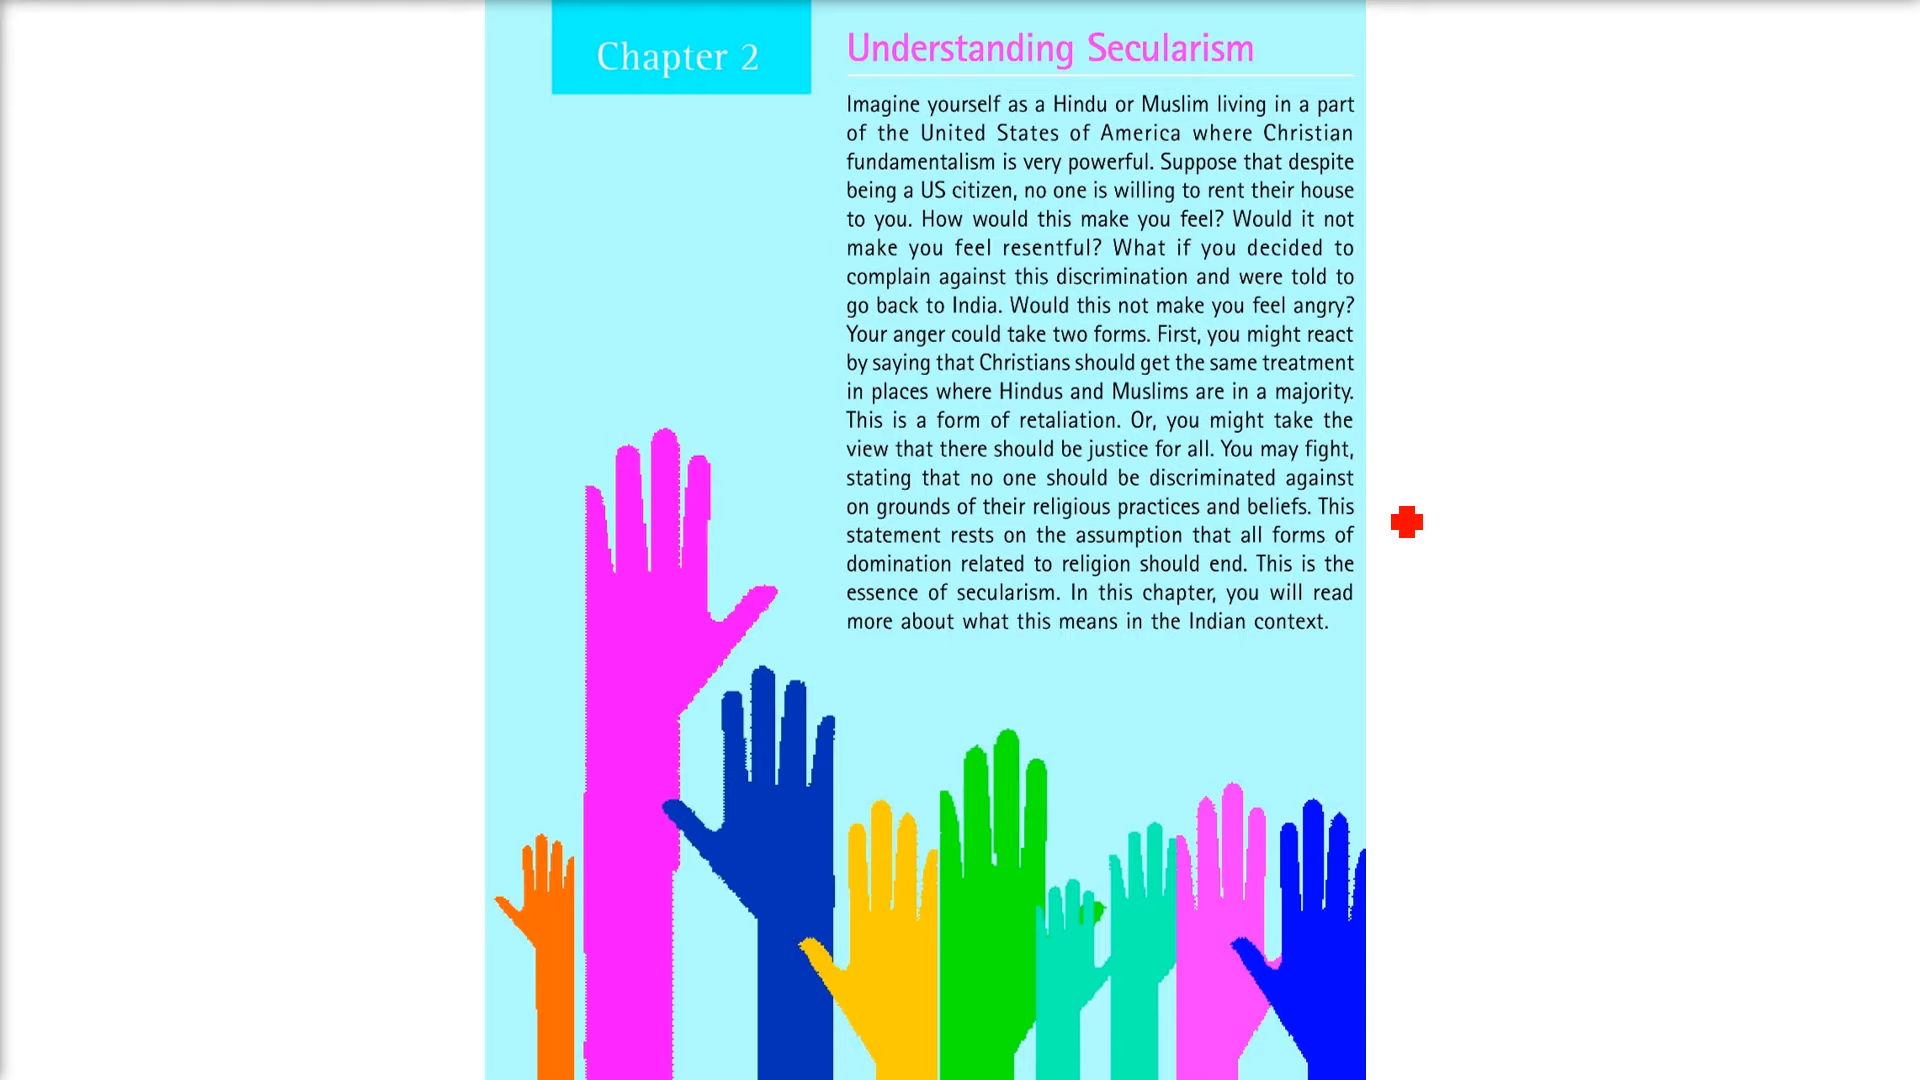 Chapter 2
Understanding Secularism
Imagine yourself as a Hindu or Muslim living in a part
of the United States of America where Christian
fundamentalism is very powerful. Suppose that despite
being a US citizen, no one is willing to rent their house
to you. How would this make you feel? Would it not
make you feel resentful? What if you decided to
complain against this discrimination and were told to
go back to India. Would this not make you feel angry?
Your anger could take two forms. First, you might react
by saying that Christians should get the same treatment
in places where Hindus and Muslims are in a majority.
This is a form of retaliation. Or, you might take the
view that there should be justice for all. You may fight,
stating that no one should be discriminated against
on grounds of their religious practices and beliefs. This
statement rests on the assumption that all forms of
domination related to religion should end. This is the
essence of secularism. In this chapter, you will read
more about what this means in the Indian context.